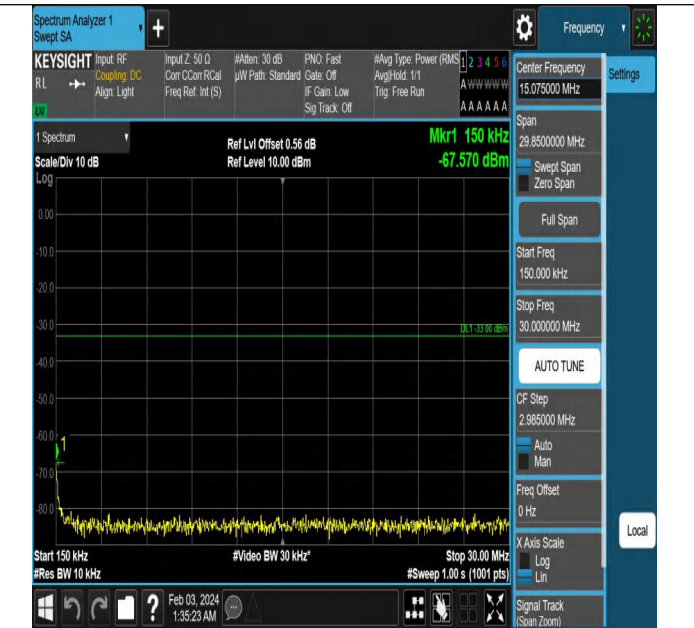 Spectrum Analyzer 1
Swept SA
+
Frequency
KEYSIGHT
RL
Input: RF
Coupling: DC
Align: Light
Input Z: 50 Ω
Corr CCorr RCal
Freq Ref: Int (S)
#Atten: 30 dB
µW Path: Standard
PNO: Fast
Gate: Off
IF Gain: Low
Sig Track: Off
#Avg Type: Power (RMS
Avg|Hold: 1/1
Trig: Free Run
1 2 3 4 5 6
A W W W W W
A A A A A A
1 Spectrum
Scale/Div 10 dB
Log
Ref Lvl Offset 0.56 dB
Ref Level 10.00 dBm
Mkr1 150 kHz
-67.570 dBm
0.00
-10.0
-20.0
-30.0
DL1 -33.00 dBm
-40.0
-50.0
-60.0
1
-70.0
-80.0
Start 150 kHz
#Res BW 10 kHz
#Video BW 30 kHz*
Stop 30.00 MHz
#Sweep 1.00 s (1001 pts)
Feb 03, 2024
1:35:23 AM
Settings
Center Frequency
15.075000 MHz
Span
29.8500000 MHz
Swept Span
Zero Span
Full Span
Start Freq
150.000 kHz
Stop Freq
30.000000 MHz
AUTO TUNE
CF Step
2.985000 MHz
Auto
Man
Freq Offset
0 Hz
X Axis Scale
Log
Lin
Signal Track
(Span Zoom)
Local